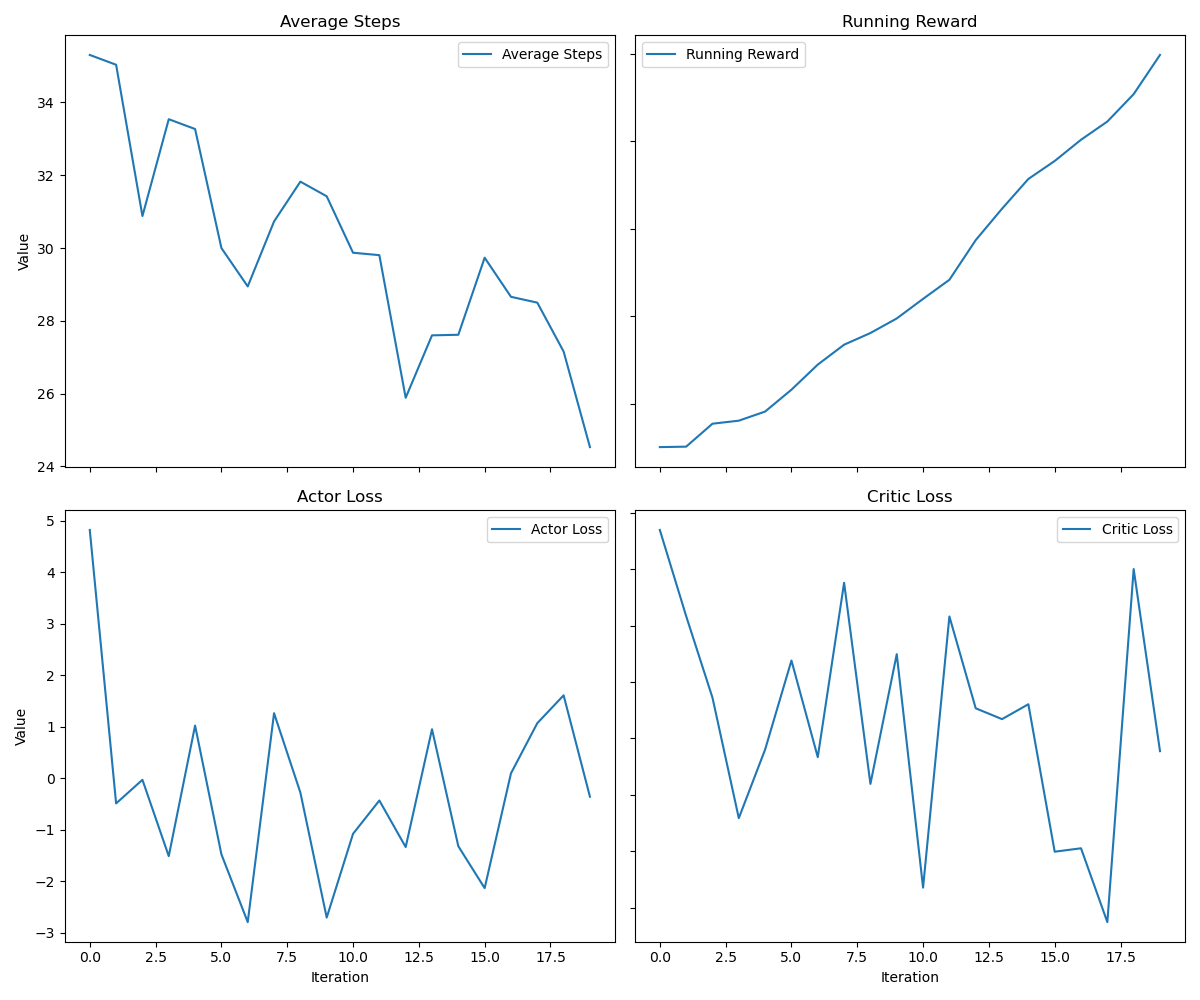 Average Steps
Running Reward
Average Steps
Running Reward
34
32
30
28
26
24
Value
Actor Loss
Critic Loss
Actor Loss
Critic Loss
5
4
3
2
1
0
−1
−2
−3
Value
0.0 2.5 5.0 7.5 10.0 12.5 15.0 17.5
0.0 2.5 5.0 7.5 10.0 12.5 15.0 17.5
Iteration
Iteration